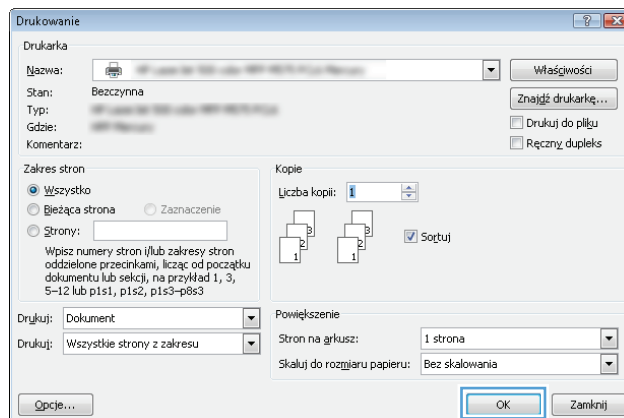 Drukowanie
Drukarka
Nazwa: Właściwości
Stan: Bezczynna
Typ: Znajdź drukarkę...
Gdzie: Drukuj do pliku
Komentarz: Ręczny dupleks
Zakres stron
Wszystko
Bieżąca strona Zaznaczenie
Strony:
Wpisz numery stron i/lub zakresy stron
oddzielone przecinkami, licząc od początku
dokumentu lub sekcji, na przykład 1, 3,
5–12 lub p1s1, p1s2, p1s3–p8s3
Kopie
Liczba kopii: 1
3 3
2 2
1 1
Sortuj
Drukuj: Dokument
Drukuj: Wszystkie strony z zakresu
Powiększenie
Stron na arkusz: 1 strona
Skaluj do rozmiaru papieru: Bez skalowania
Opcje... OK Zamknij